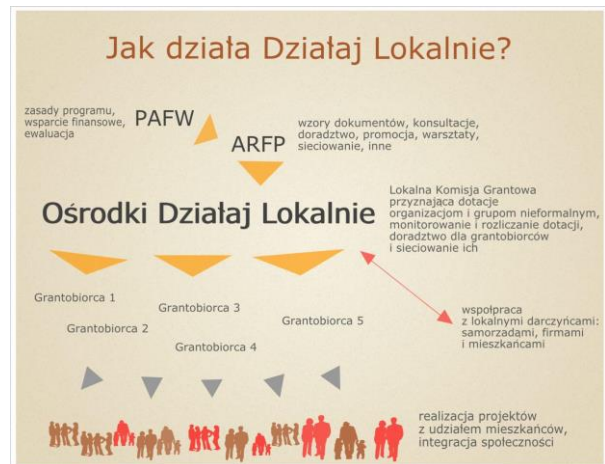 Jak działa Działaj Lokalnie?
zasady programu,
wsparcie finansowe,
ewaluacja
PAFW
ARFP
wzory dokumentów, konsultacje,
doradztwo, promocja, warsztaty,
sieciowanie, inne
Ośrodki Działaj Lokalnie
Lokalna Komisja Grantowa
przyznająca dotacje
organizacjom i grupom nieformalnym,
monitorowanie i rozliczanie dotacji,
doradztwo dla grantobiorców
i sieciowanie ich
Grantobiorca 1
Grantobiorca 2
Grantobiorca 3
Grantobiorca 4
Grantobiorca 5
wspołpraca
z lokalnymi darczyńcami:
samorządami, firmami
i mieszkańcami
realizacja projektów
z udziałem mieszkańców,
integracja społeczności